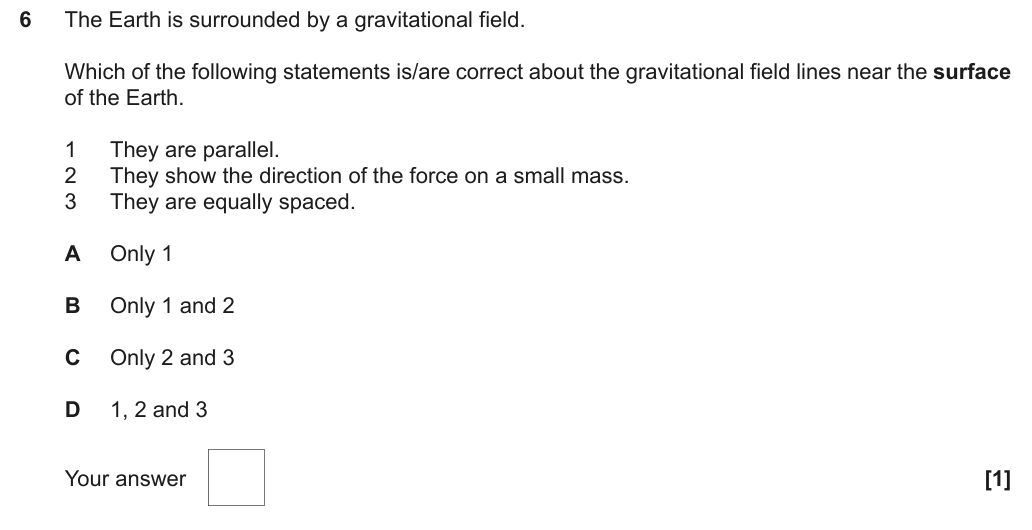 6 The Earth is surrounded by a gravitational field.
Which of the following statements is/are correct about the gravitational field lines near the surface
of the Earth.
1 They are parallel.
2 They show the direction of the force on a small mass.
3 They are equally spaced.
A Only 1
B Only 1 and 2
C Only 2 and 3
D 1, 2 and 3
Your answer [1]